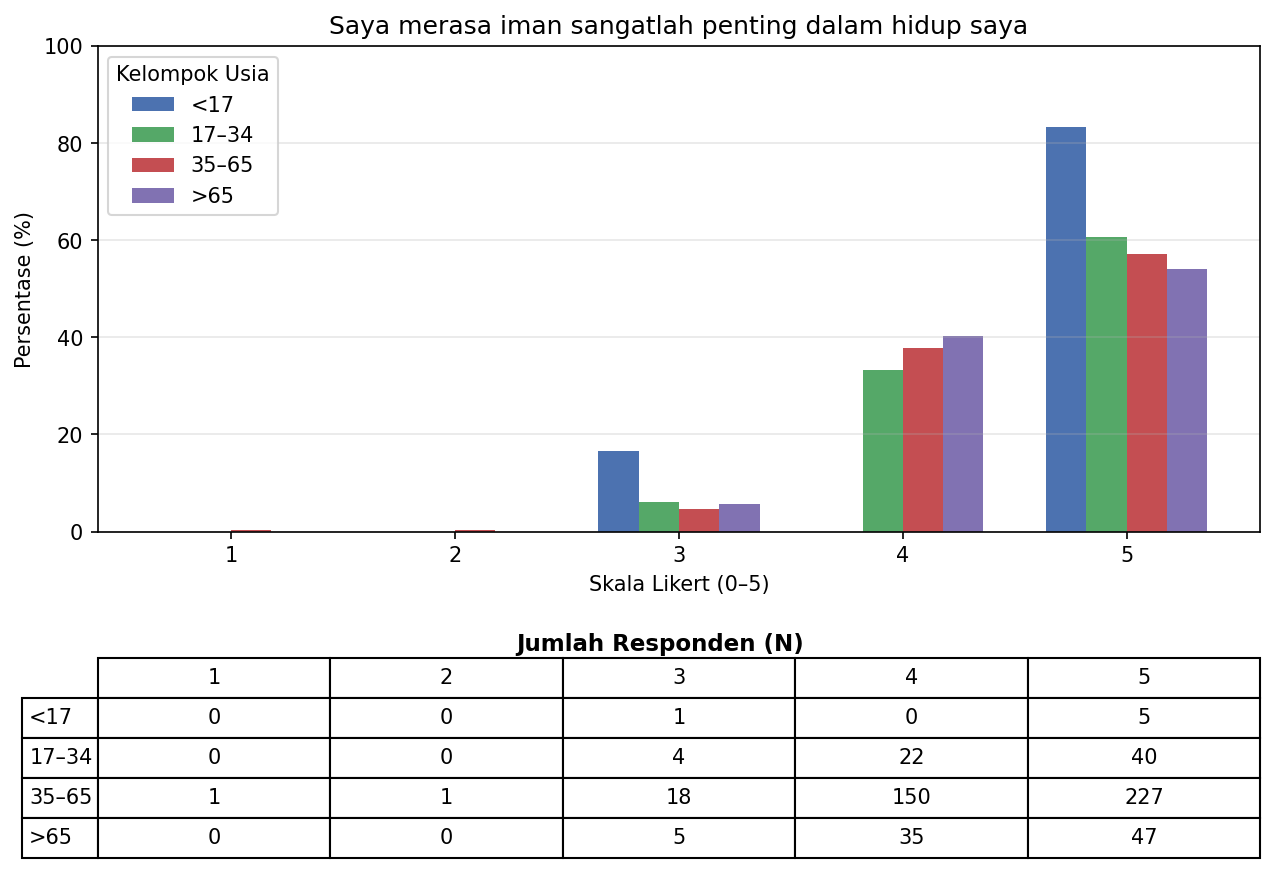 Saya merasa iman sangatlah penting dalam hidup saya
100
80
60
40
20
0
Persentase (%)
Kelompok Usia
<17
17–34
35–65
>65
1 2 3 4 5
Skala Likert (0–5)
Jumlah Responden (N)
1 2 3 4 5
<17 0 0 1 0 5
17–34 0 0 4 22 40
35–65 1 1 18 150 227
>65 0 0 5 35 47